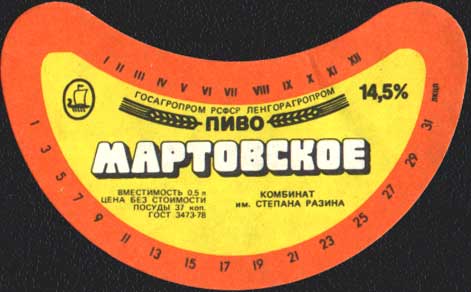 I II III IV V VI VII VIII IX X XI XII
ГОСАГРОПРОМ РСФСР ЛЕНГОРАГРОПРОМ
ПИВО
14,5%
МАРТОВСКОЕ
ВМЕСТИМОСТЬ 0,5 л
ЦЕНА БЕЗ СТОИМОСТИ
ПОСУДЫ 37 коп.
ГОСТ 3473-78
КОМБИНАТ
им. СТЕПАНА РАЗИНА
1 3 5 7 9 11 13 15 17 19 21 23 25 27 29 31